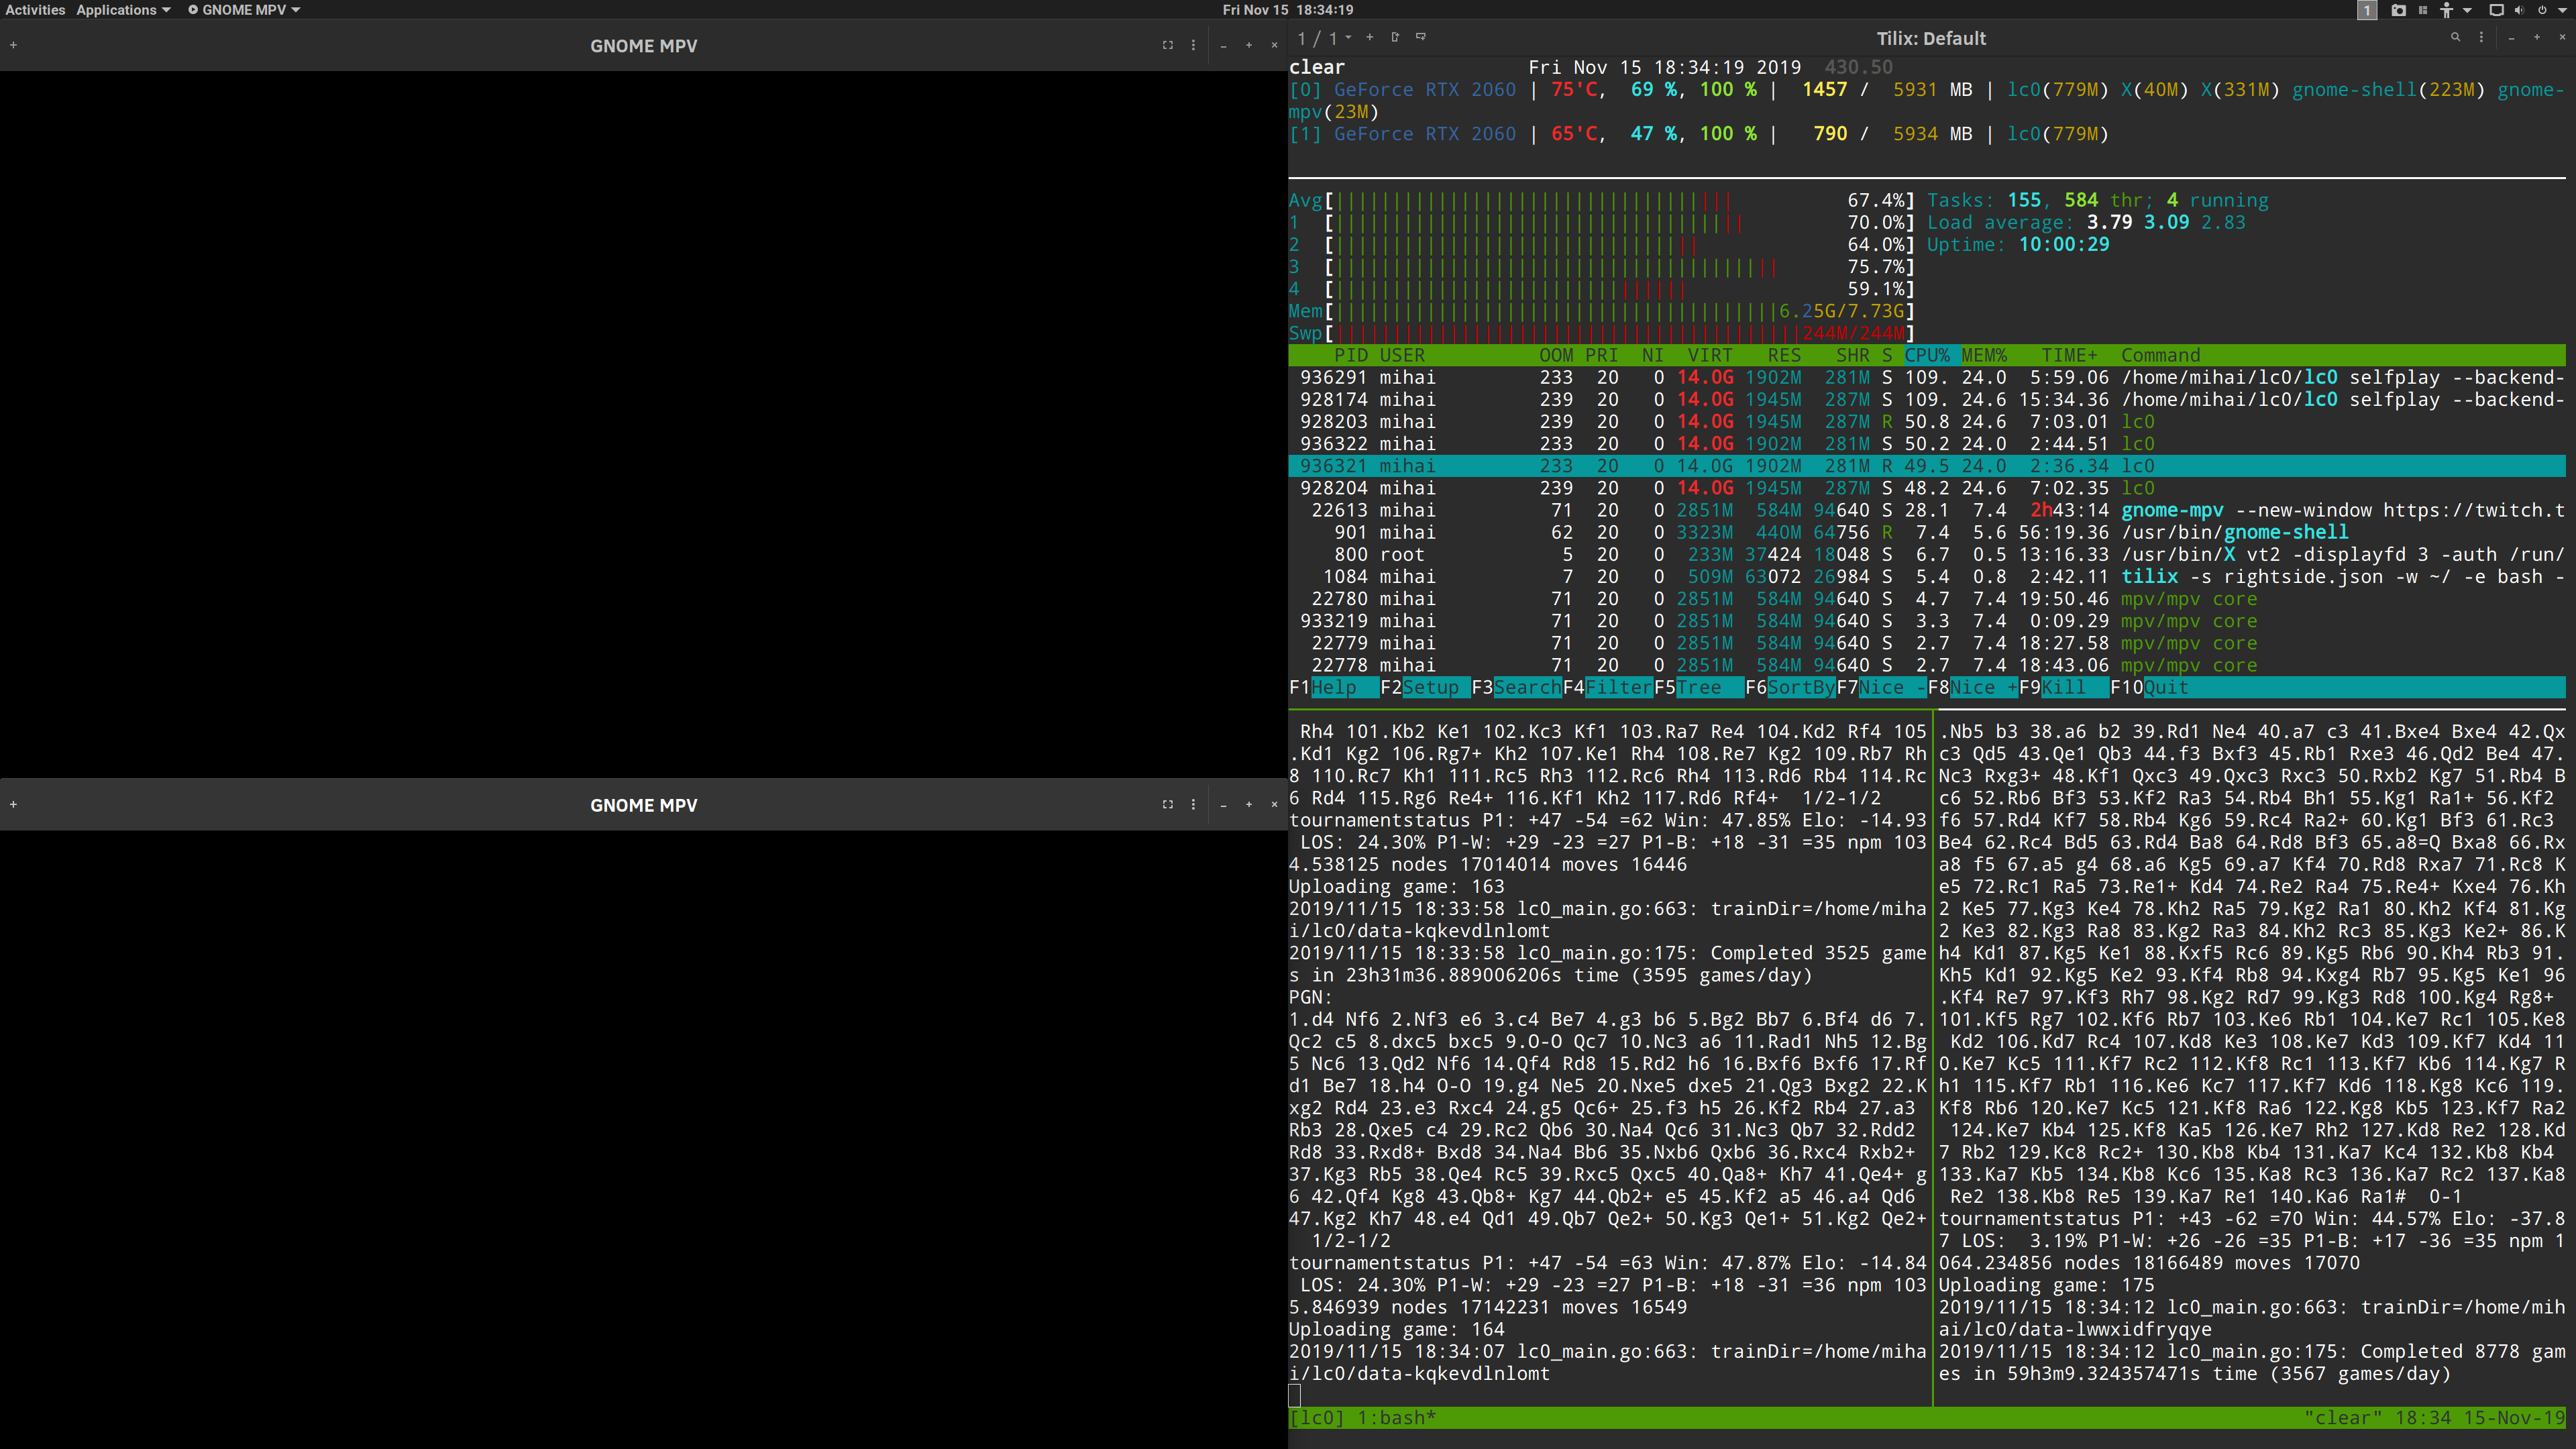 Activities Applications GNOME MPV Fri Nov 15 18:34:19 1
GNOME MPV
GNOME MPV
1 / 1 Tilix: Default
clear Fri Nov 15 18:34:19 2019 430.50
[0] GeForce RTX 2060 | 75'C, 69 %, 100 % | 1457 / 5931 MB | lc0(779M) X(40M) X(331M) gnome-shell(223M) gnome-
mpv(23M)
[1] GeForce RTX 2060 | 65'C, 47 %, 100 % | 790 / 5934 MB | lc0(779M)
Avg[ 67.4%] Tasks: 155, 584 thr; 4 running
1 [ 70.0%] Load average: 3.79 3.09 2.83
2 [ 64.0%] Uptime: 10:00:29
3 [ 75.7%]
4 [ 59.1%]
Mem[ 6.25G/7.73G]
Swp[ 244M/244M]
PID USER OOM PRI NI VIRT RES SHR S CPU% MEM% TIME+ Command
936291 mihai 233 20 0 14.0G 1902M 281M S 109. 24.0 5:59.06 /home/mihai/lc0/lc0 selfplay --backend-
928174 mihai 239 20 0 14.0G 1945M 287M S 109. 24.6 15:34.36 /home/mihai/lc0/lc0 selfplay --backend-
928203 mihai 239 20 0 14.0G 1945M 287M R 50.8 24.6 7:03.01 lc0
936322 mihai 233 20 0 14.0G 1902M 281M S 50.2 24.0 2:44.51 lc0
936321 mihai 233 20 0 14.0G 1902M 281M R 49.5 24.0 2:36.34 lc0
928204 mihai 239 20 0 14.0G 1945M 287M S 48.2 24.6 7:02.35 lc0
22613 mihai 71 20 0 2851M 584M 94640 S 28.1 7.4 2h43:14 gnome-mpv --new-window https://twitch.t
901 mihai 62 20 0 3323M 440M 64756 R 7.4 5.6 56:19.36 /usr/bin/gnome-shell
800 root 5 20 0 233M 37424 18048 S 6.7 0.5 13:16.33 /usr/bin/X vt2 -displayfd 3 -auth /run/
1084 mihai 7 20 0 509M 63072 26984 S 5.4 0.8 2:42.11 tilix -s rightside.json -w ~/ -e bash -
22780 mihai 71 20 0 2851M 584M 94640 S 4.7 7.4 19:50.46 mpv/mpv core
933219 mihai 71 20 0 2851M 584M 94640 S 3.3 7.4 0:09.29 mpv/mpv core
22779 mihai 71 20 0 2851M 584M 94640 S 2.7 7.4 18:27.58 mpv/mpv core
22778 mihai 71 20 0 2851M 584M 94640 S 2.7 7.4 18:43.06 mpv/mpv core
F1Help F2Setup F3SearchF4FilterF5Tree F6SortByF7Nice -F8Nice +F9Kill F10Quit
Rh4 101.Kb2 Ke1 102.Kc3 Kf1 103.Ra7 Re4 104.Kd2 Rf4 105
.Kd1 Kg2 106.Rg7+ Kh2 107.Ke1 Rh4 108.Re7 Kg2 109.Rb7 Rh
8 110.Rc7 Kh1 111.Rc5 Rh3 112.Rc6 Rh4 113.Rd6 Rb4 114.Rc
6 Rd4 115.Rg6 Re4+ 116.Kf1 Kh2 117.Rd6 Rf4+ 1/2-1/2
tournamentstatus P1: +47 -54 =62 Win: 47.85% Elo: -14.93
LOS: 24.30% P1-W: +29 -23 =27 P1-B: +18 -31 =35 npm 103
4.538125 nodes 17014014 moves 16446
Uploading game: 163
2019/11/15 18:33:58 lc0_main.go:663: trainDir=/home/miha
i/lc0/data-kqkevdlnlomt
2019/11/15 18:33:58 lc0_main.go:175: Completed 3525 game
s in 23h31m36.889006206s time (3595 games/day)
PGN:
1.d4 Nf6 2.Nf3 e6 3.c4 Be7 4.g3 b6 5.Bg2 Bb7 6.Bf4 d6 7.
Qc2 c5 8.dxc5 bxc5 9.O-O Qc7 10.Nc3 a6 11.Rad1 Nh5 12.Bg
5 Nc6 13.Qd2 Nf6 14.Qf4 Rd8 15.Rd2 h6 16.Bxf6 Bxf6 17.Rf
d1 Be7 18.h4 O-O 19.g4 Ne5 20.Nxe5 dxe5 21.Qg3 Bxg2 22.K
xg2 Rd4 23.e3 Rxc4 24.g5 Qc6+ 25.f3 h5 26.Kf2 Rb4 27.a3
Rb3 28.Qxe5 c4 29.Rc2 Qb6 30.Na4 Qc6 31.Nc3 Qb7 32.Rdd2
Rd8 33.Rxd8+ Bxd8 34.Na4 Bb6 35.Nxb6 Qxb6 36.Rxc4 Rxb2+
37.Kg3 Rb5 38.Qe4 Rc5 39.Rxc5 Qxc5 40.Qa8+ Kh7 41.Qe4+ g
6 42.Qf4 Kg8 43.Qb8+ Kg7 44.Qb2+ e5 45.Kf2 a5 46.a4 Qd6
47.Kg2 Kh7 48.e4 Qd1 49.Qb7 Qe2+ 50.Kg3 Qe1+ 51.Kg2 Qe2+
1/2-1/2
tournamentstatus P1: +47 -54 =63 Win: 47.87% Elo: -14.84
LOS: 24.30% P1-W: +29 -23 =27 P1-B: +18 -31 =36 npm 103
5.846939 nodes 17142231 moves 16549
Uploading game: 164
2019/11/15 18:34:07 lc0_main.go:663: trainDir=/home/miha
i/lc0/data-kqkevdlnlomt
.Nb5 b3 38.a6 b2 39.Rd1 Ne4 40.a7 c3 41.Bxe4 Bxe4 42.Qx
c3 Qd5 43.Qe1 Qb3 44.f3 Bxf3 45.Rb1 Rxe3 46.Qd2 Be4 47.
Nc3 Rxg3+ 48.Kf1 Qxc3 49.Qxc3 Rxc3 50.Rxb2 Kg7 51.Rb4 B
c6 52.Rb6 Bf3 53.Kf2 Ra3 54.Rb4 Bh1 55.Kg1 Ra1+ 56.Kf2
f6 57.Rd4 Kf7 58.Rb4 Kg6 59.Rc4 Ra2+ 60.Kg1 Bf3 61.Rc3
Be4 62.Rc4 Bd5 63.Rd4 Ba8 64.Rd8 Bf3 65.a8=Q Bxa8 66.Rx
a8 f5 67.a5 g4 68.a6 Kg5 69.a7 Kf4 70.Rd8 Rxa7 71.Rc8 K
e5 72.Rc1 Ra5 73.Re1+ Kd4 74.Re2 Ra4 75.Re4+ Kxe4 76.Kh
2 Ke5 77.Kg3 Ke4 78.Kh2 Ra5 79.Kg2 Ra1 80.Kh2 Kf4 81.Kg
2 Ke3 82.Kg3 Ra8 83.Kg2 Ra3 84.Kh2 Rc3 85.Kg3 Ke2+ 86.K
h4 Kd1 87.Kg5 Ke1 88.Kxf5 Rc6 89.Kg5 Rb6 90.Kh4 Rb3 91.
Kh5 Kd1 92.Kg5 Ke2 93.Kf4 Rb8 94.Kxg4 Rb7 95.Kg5 Ke1 96
.Kf4 Re7 97.Kf3 Rh7 98.Kg2 Rd7 99.Kg3 Rd8 100.Kg4 Rg8+
101.Kf5 Rg7 102.Kf6 Rb7 103.Ke6 Rb1 104.Ke7 Rc1 105.Ke8
Kd2 106.Kd7 Rc4 107.Kd8 Ke3 108.Ke7 Kd3 109.Kf7 Kd4 11
0.Ke7 Kc5 111.Kf7 Rc2 112.Kf8 Rc1 113.Kf7 Kb6 114.Kg7 R
h1 115.Kf7 Rb1 116.Ke6 Kc7 117.Kf7 Kd6 118.Kg8 Kc6 119.
Kf8 Rb6 120.Ke7 Kc5 121.Kf8 Ra6 122.Kg8 Kb5 123.Kf7 Ra2
124.Ke7 Kb4 125.Kf8 Ka5 126.Ke7 Rh2 127.Kd8 Re2 128.Kd
7 Rb2 129.Kc8 Rc2+ 130.Kb8 Kb4 131.Ka7 Kc4 132.Kb8 Kb4
133.Ka7 Kb5 134.Kb8 Kc6 135.Ka8 Rc3 136.Ka7 Rc2 137.Ka8
Re2 138.Kb8 Re5 139.Ka7 Re1 140.Ka6 Ra1# 0-1
tournamentstatus P1: +43 -62 =70 Win: 44.57% Elo: -37.8
7 LOS: 3.19% P1-W: +26 -26 =35 P1-B: +17 -36 =35 npm 1
064.234856 nodes 18166489 moves 17070
Uploading game: 175
2019/11/15 18:34:12 lc0_main.go:663: trainDir=/home/mih
ai/lc0/data-lwwxidfryqye
2019/11/15 18:34:12 lc0_main.go:175: Completed 8778 gam
es in 59h3m9.324357471s time (3567 games/day)
[lc0] 1:bash* "clear" 18:34 15-Nov-19